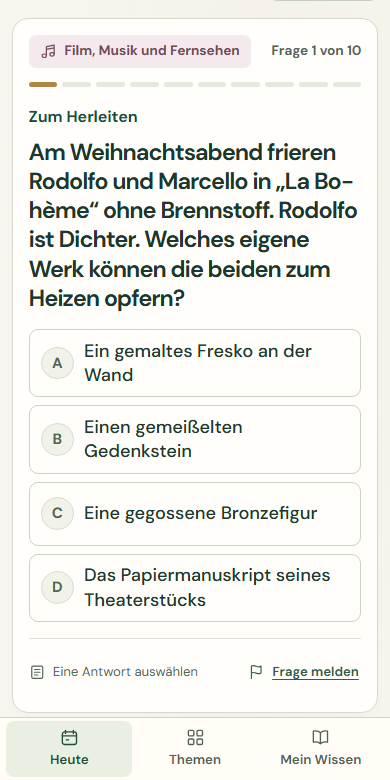 Film, Musik und Fernsehen
Frage 1 von 10
Zum Herleiten
Am Weihnachtsabend frieren
Rodolfo und Marcello in „La Bo-
hème“ ohne Brennstoff. Rodolfo
ist Dichter. Welches eigene
Werk können die beiden zum
Heizen opfern?
A
Ein gemaltes Fresko an der
Wand
B
Einen gemeißelten
Gedenkstein
C
Eine gegossene Bronzefigur
D
Das Papiermanuskript seines
Theaterstücks
Eine Antwort auswählen
Frage melden
Heute
Themen
Mein Wissen